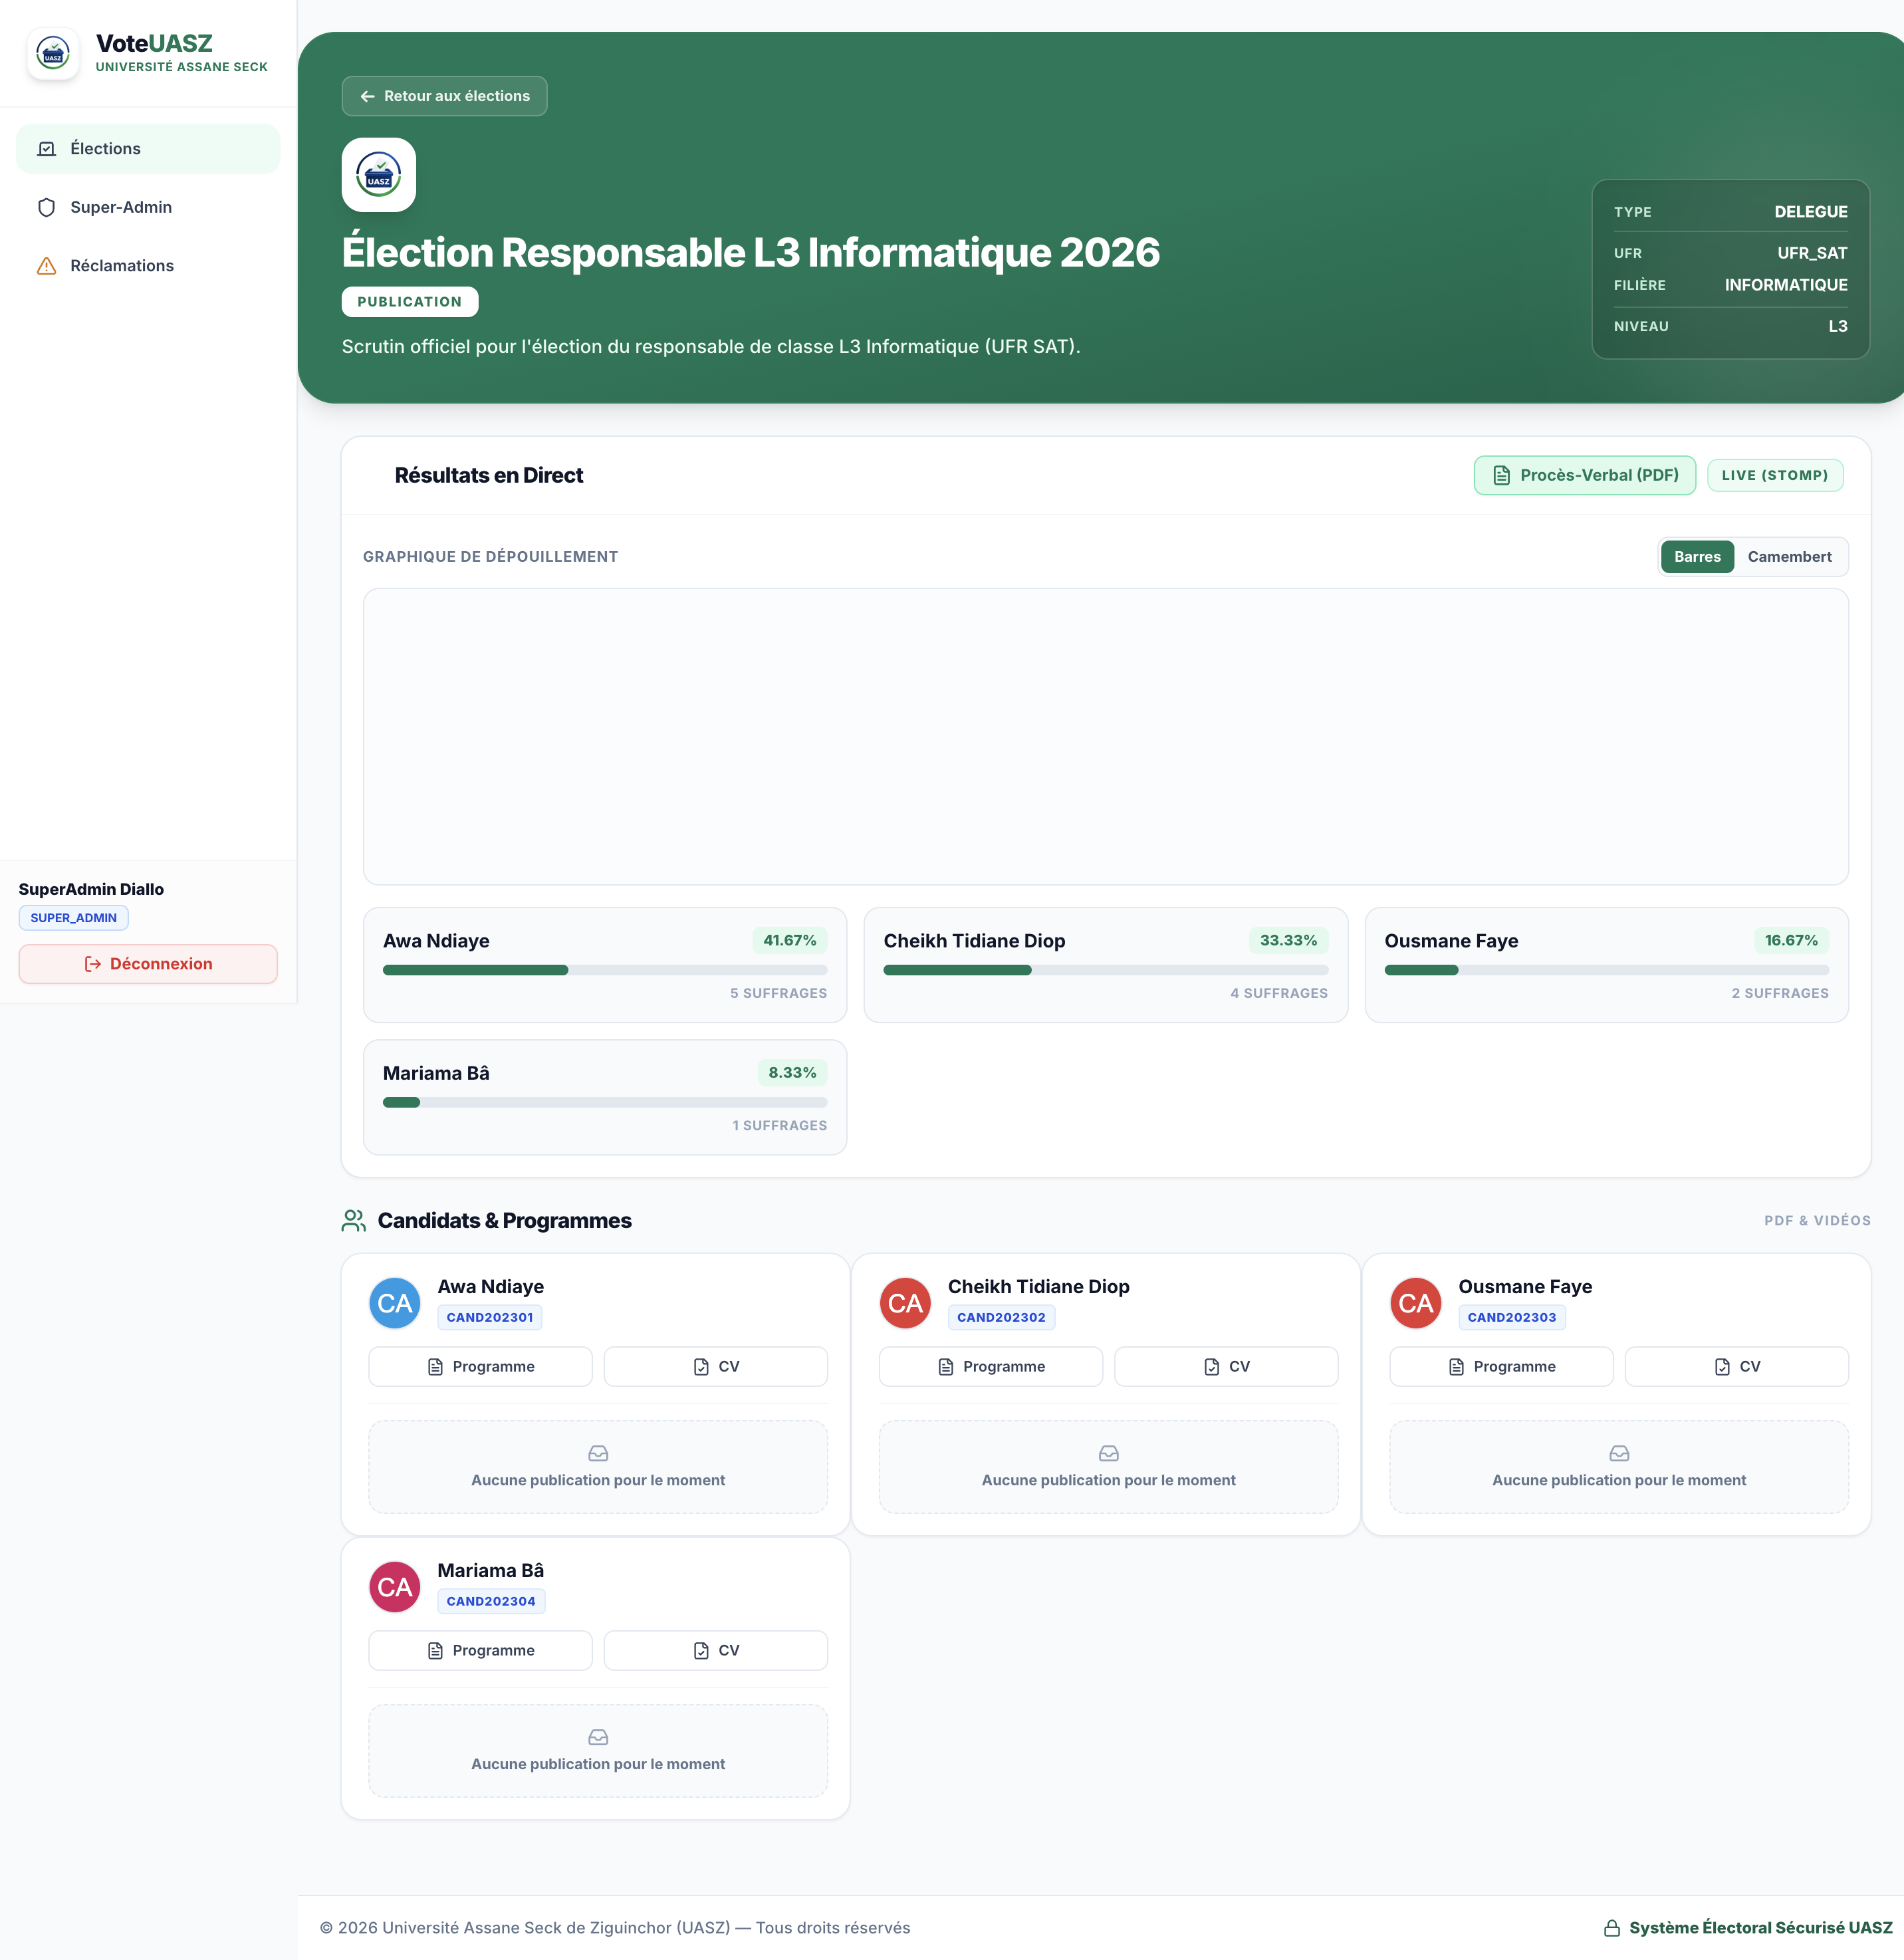 VoteUASZ
UNIVERSITÉ ASSANE SECK
Élections
Super-Admin
Réclamations
SuperAdmin Diallo
SUPER_ADMIN
Déconnexion
Retour aux élections
UASZ
Élection Responsable L3 Informatique 2026
PUBLICATION
Scrutin officiel pour l'élection du responsable de classe L3 Informatique (UFR SAT).
TYPE DELEGUE
UFR UFR_SAT
FILIÈRE INFORMATIQUE
NIVEAU L3
Résultats en Direct
Procès-Verbal (PDF)
LIVE (STOMP)
GRAPHIQUE DE DÉPOUILLEMENT
Barres Camembert
Awa Ndiaye 41.67%
5 SUFFRAGES
Cheikh Tidiane Diop 33.33%
4 SUFFRAGES
Ousmane Faye 16.67%
2 SUFFRAGES
Mariama Bâ 8.33%
1 SUFFRAGES
Candidats & Programmes
PDF & VIDÉOS
CA
Awa Ndiaye
CAND202301
Programme CV
Aucune publication pour le moment
CA
Cheikh Tidiane Diop
CAND202302
Programme CV
Aucune publication pour le moment
CA
Ousmane Faye
CAND202303
Programme CV
Aucune publication pour le moment
CA
Mariama Bâ
CAND202304
Programme CV
Aucune publication pour le moment
© 2026 Université Assane Seck de Ziguinchor (UASZ) — Tous droits réservés
Système Électoral Sécurisé UASZ